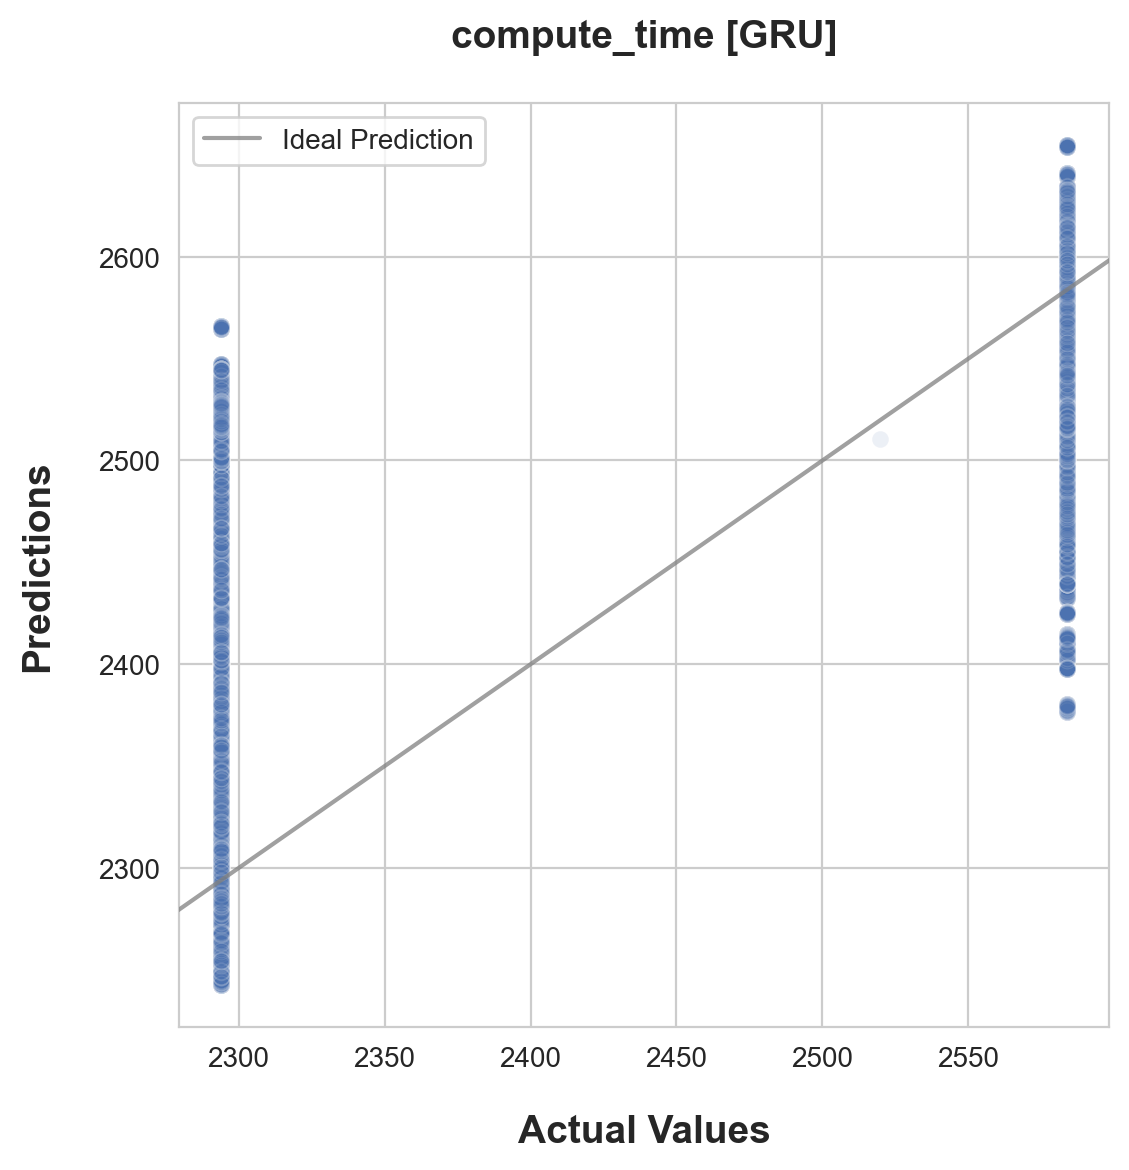 compute_time [GRU]
Ideal Prediction
2600
2500
2400
2300
Predictions
2300 2350 2400 2450 2500 2550
Actual Values